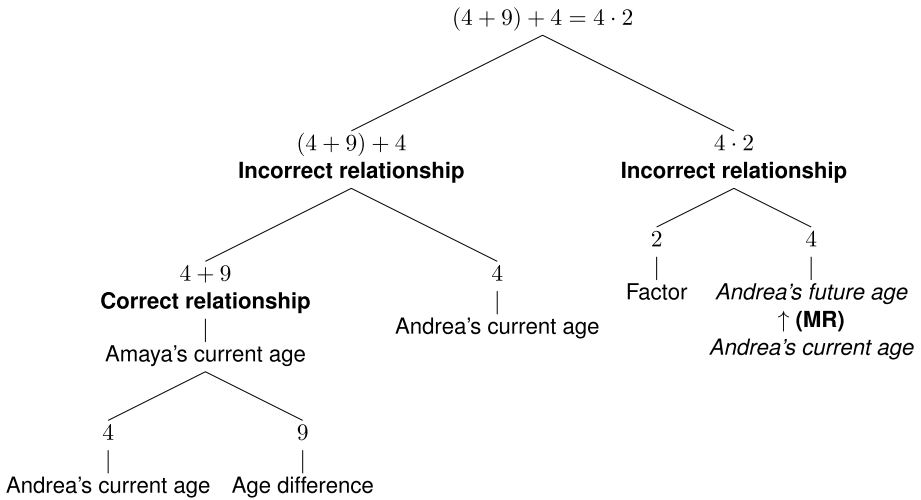 (4 + 9) + 4 = 4 · 2
(4 + 9) + 4
Incorrect relationship
4 · 2
Incorrect relationship
4 + 9
Correct relationship
Amaya's current age
4
Andrea's current age
9
Age difference
4
Andrea's current age
2
Factor
4
Andrea's future age
↑ (MR)
Andrea's current age